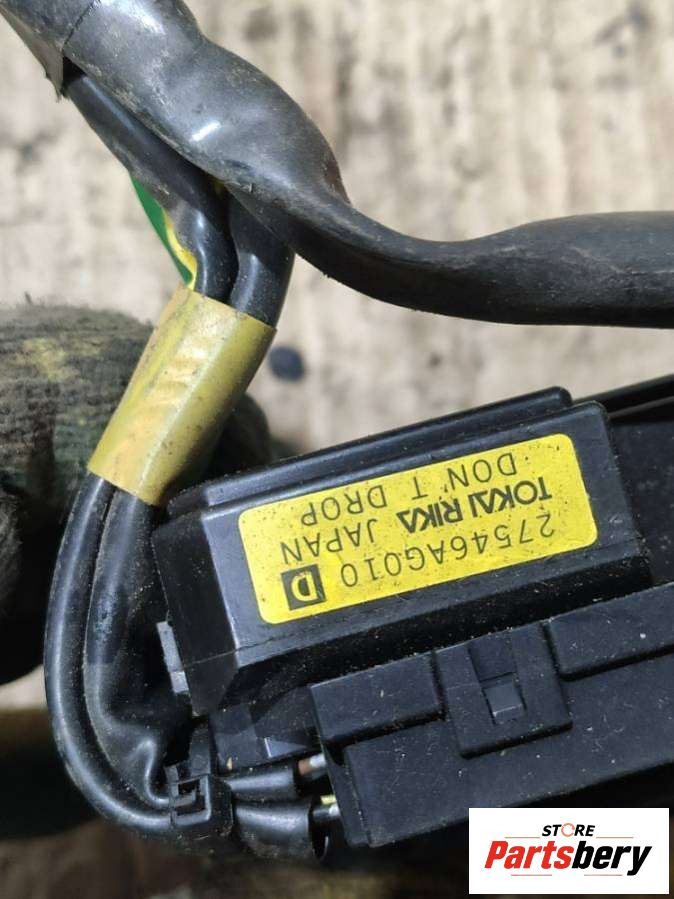 27546AG010 D
TOKAI RIKA JAPAN
DON'T DROP
STORE
Partsbery